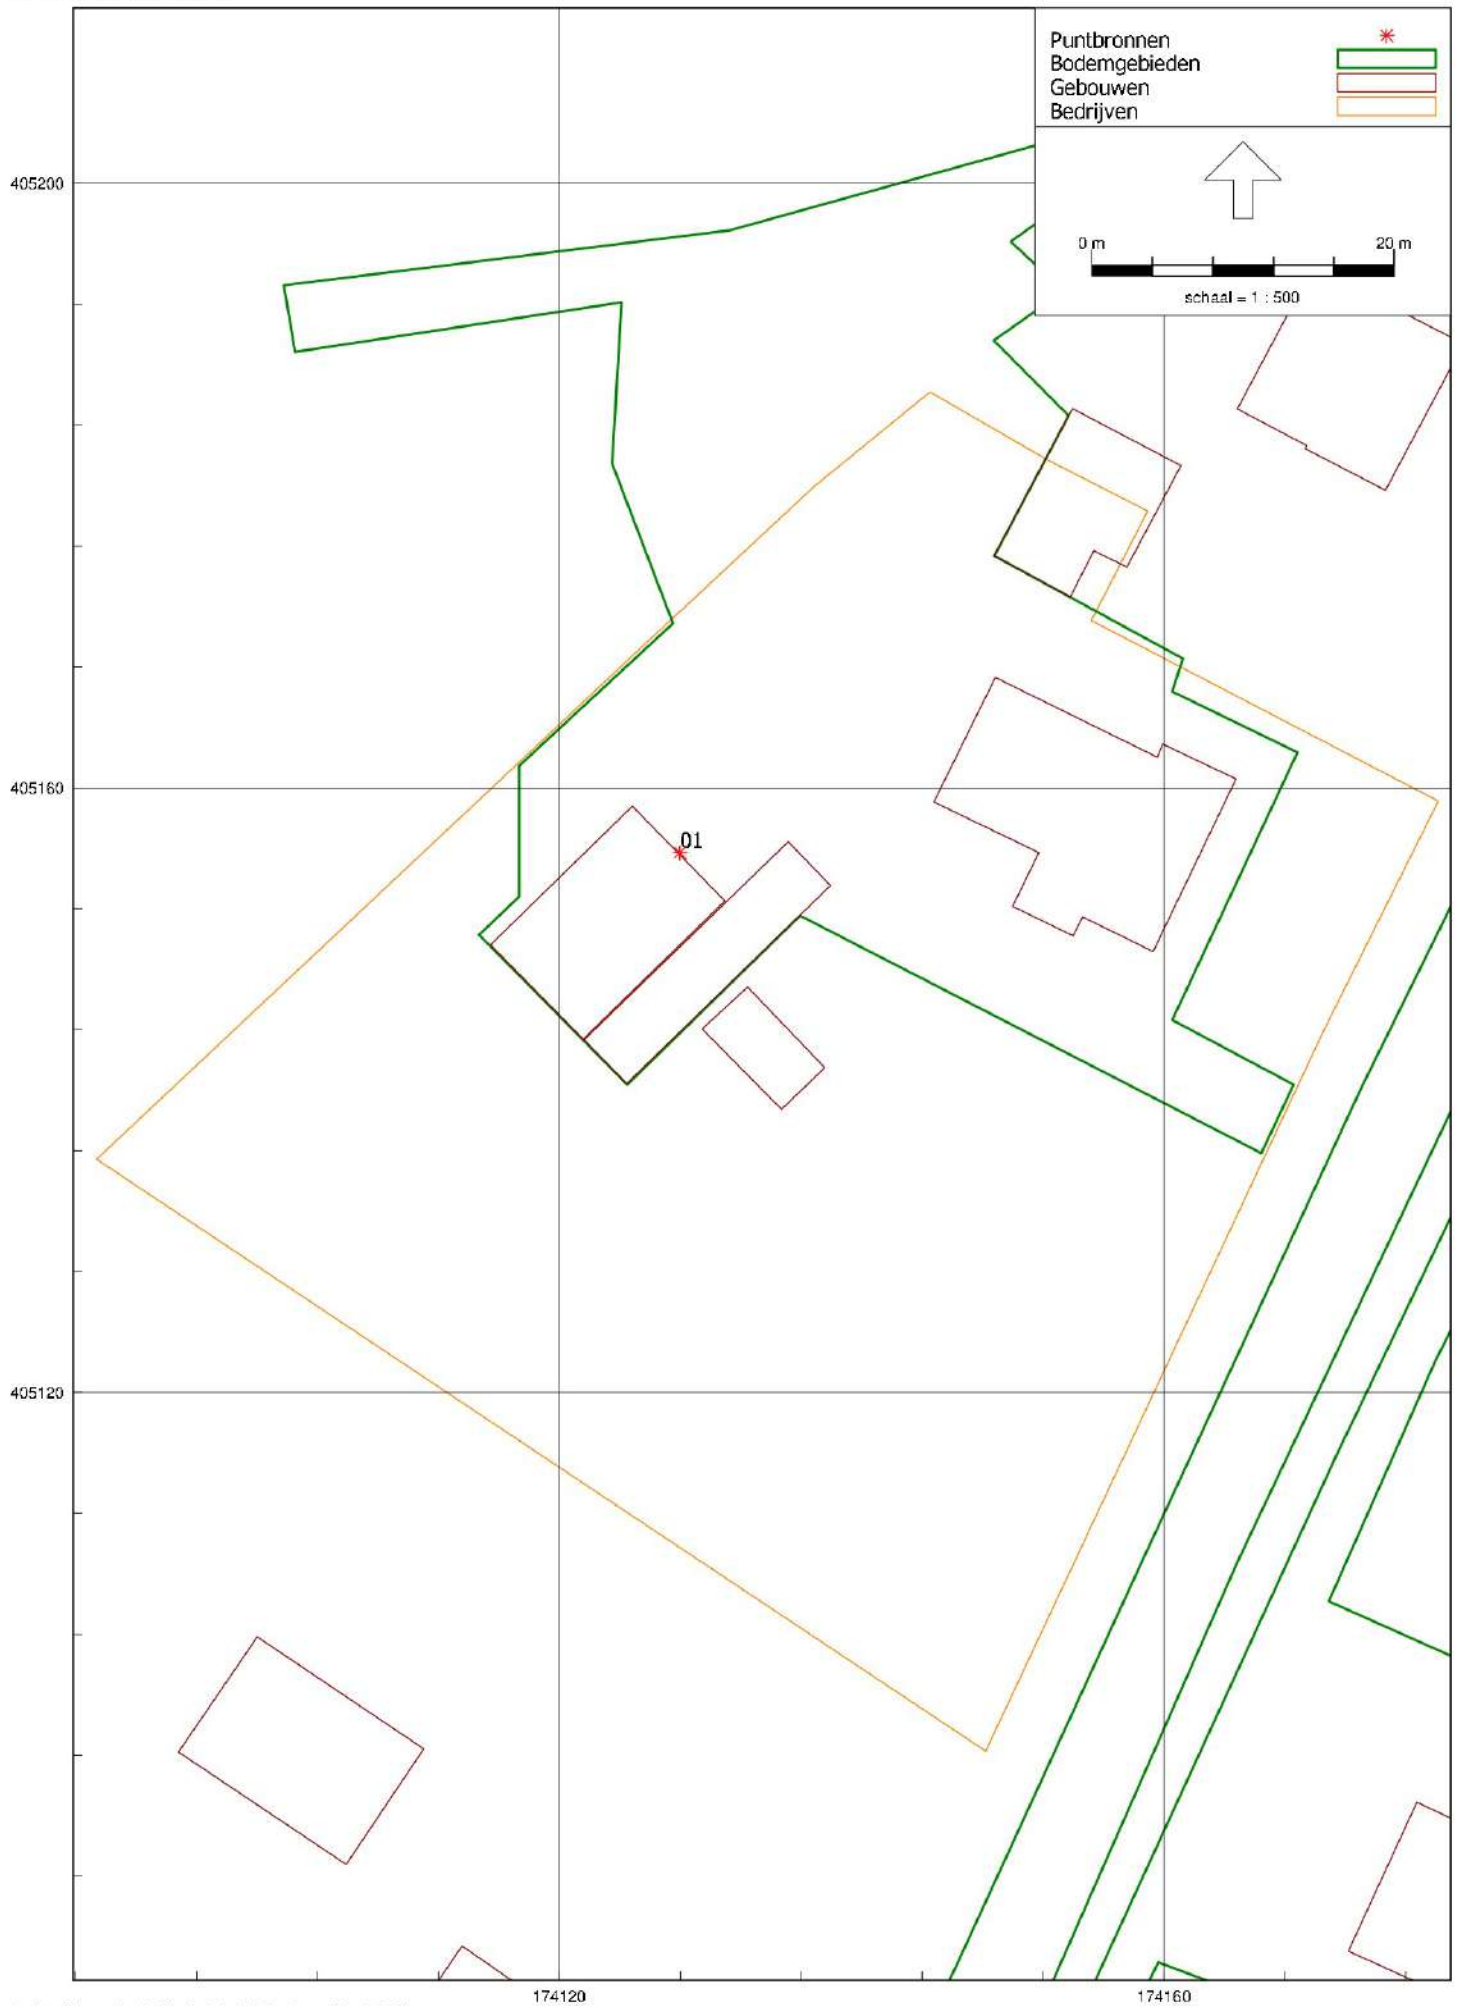 Puntbronnen
Bodemgebieden
Gebouwen
Bedrijven
0 m 20 m
schaal = 1 : 500
405200
405160
01
405120
174120 174160